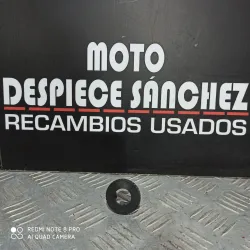 MOTO
DESPIECE SÁNCHEZ
RECAMBIOS USADOS
REDMI NOTE 8 PRO
AI QUAD CAMERA